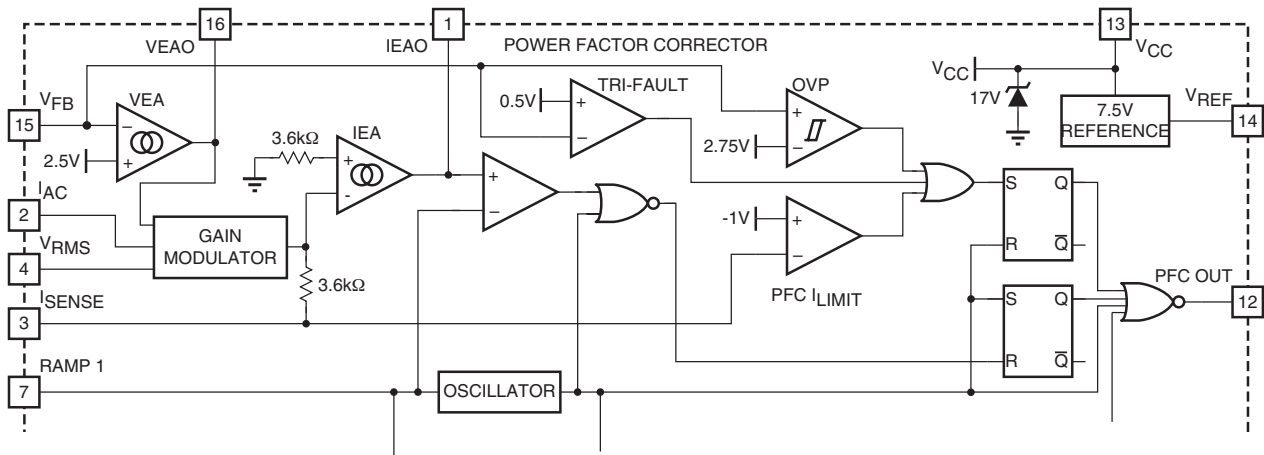 16
1
13
VEAO
IEAO
POWER FACTOR CORRECTOR
VCC
VFB
VEA
TRI-FAULT
OVP
VCC
17V
7.5V
REFERENCE
VREF
0.5V
15
14
2.5V
3.6kΩ
IEA
2.75V
IAC
2
-1V
S Q
R Q
VRMS
GAIN
MODULATOR
4
3.6kΩ
PFC ILIMIT
PFC OUT
ISENSE
3
S Q
R Q
12
RAMP 1
7
OSCILLATOR
+
−
+
−
+
-
+
−
+
−
+
−
+
−